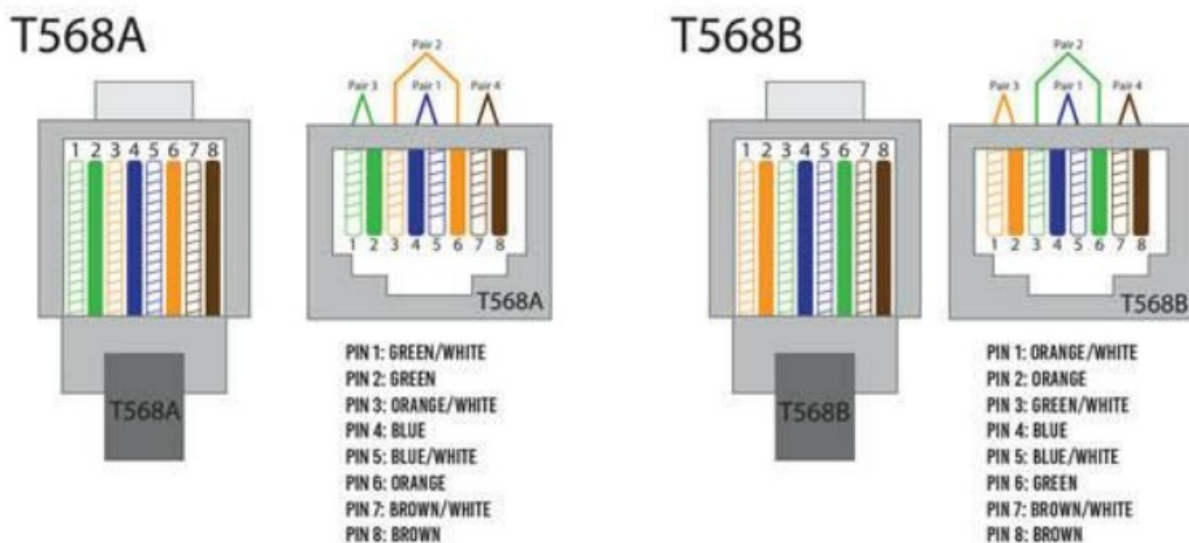 T568A
Pair 2
Pair 3 Pair 1 Pair 4
1 2 3 4 5 6 7 8
1 2 3 4 5 6 7 8
T568A
T568A
PIN 1: GREEN/WHITE
PIN 2: GREEN
PIN 3: ORANGE/WHITE
PIN 4: BLUE
PIN 5: BLUE/WHITE
PIN 6: ORANGE
PIN 7: BROWN/WHITE
PIN 8: BROWN
T568B
Pair 2
Pair 3 Pair 1 Pair 4
1 2 3 4 5 6 7 8
1 2 3 4 5 6 7 8
T568B
T568B
PIN 1: ORANGE/WHITE
PIN 2: ORANGE
PIN 3: GREEN/WHITE
PIN 4: BLUE
PIN 5: BLUE/WHITE
PIN 6: GREEN
PIN 7: BROWN/WHITE
PIN 8: BROWN